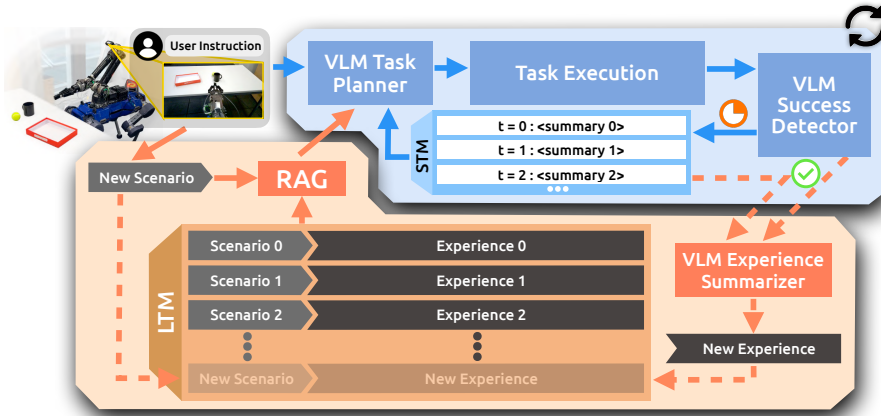 User Instruction
VLM Task
Planner
Task Execution
VLM
Success
Detector
STM
t = 0 : <summary 0>
t = 1 : <summary 1>
t = 2 : <summary 2>
New Scenario
RAG
LTM
Scenario 0
Experience 0
Scenario 1
Experience 1
Scenario 2
Experience 2
New Scenario
New Experience
VLM Experience
Summarizer
New Experience